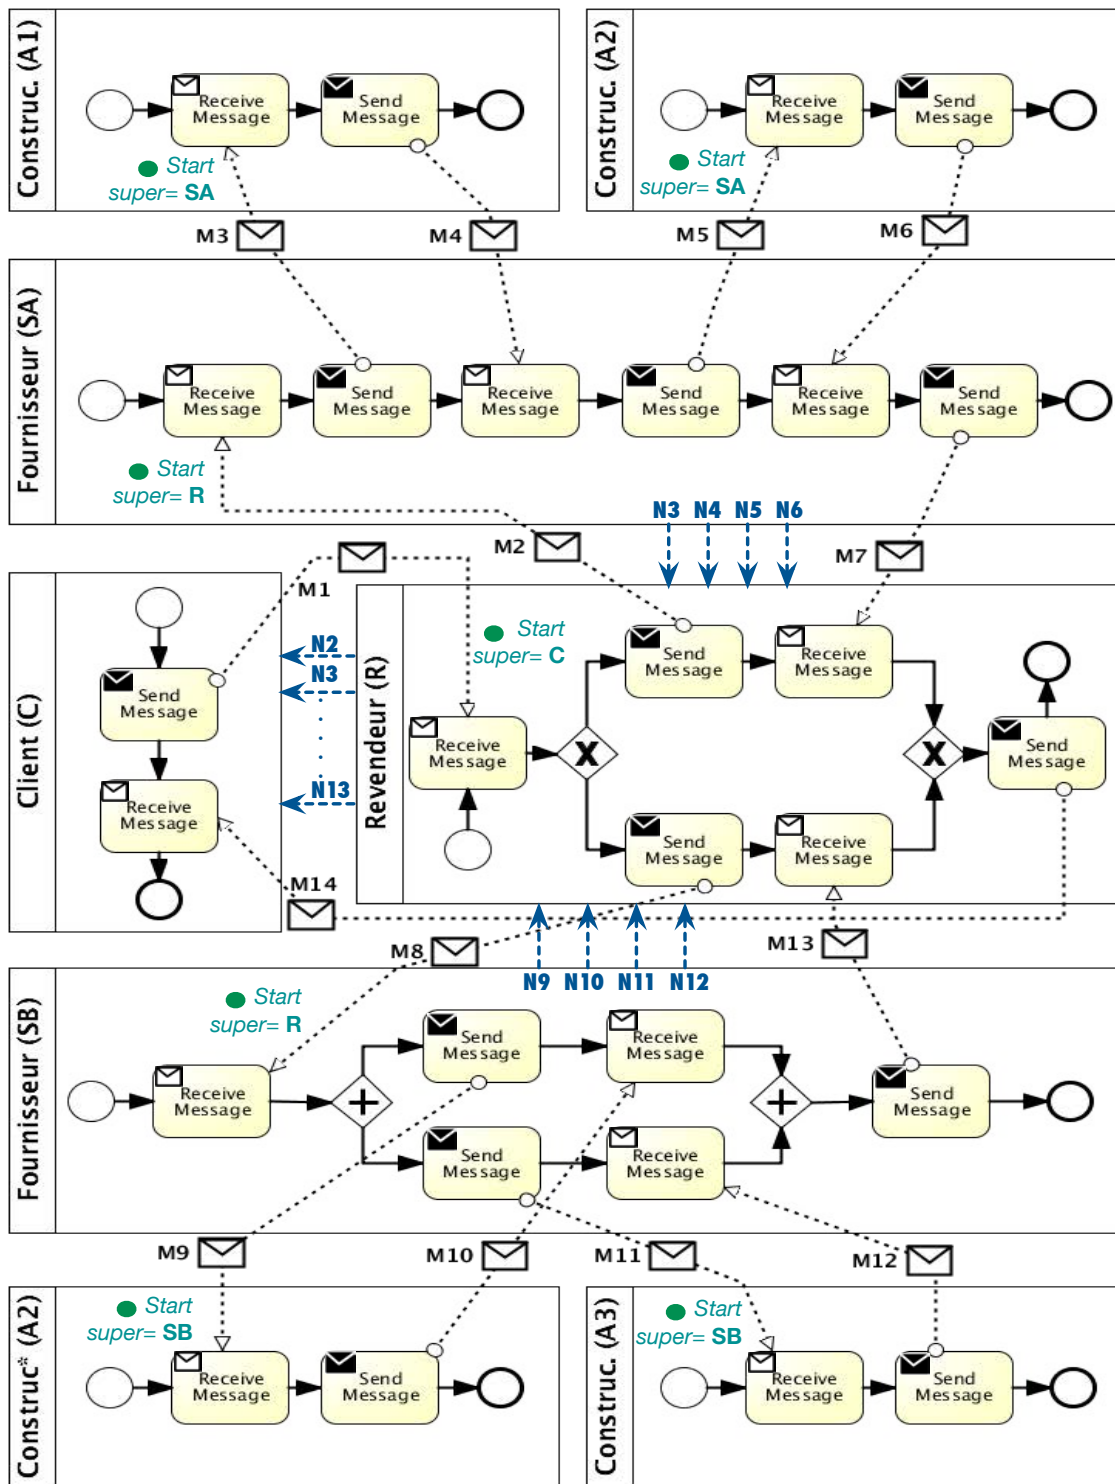 Construc. (A1)
Receive
Message
Send
Message
Start
super= SA
Construc. (A2)
Receive
Message
Send
Message
Start
super= SA
M3
M4
M5
M6
Fournisseur (SA)
Receive
Message
Send
Message
Receive
Message
Send
Message
Receive
Message
Send
Message
Start
super= R
N3 N4 N5 N6
M2
M7
M1
Client (C)
Send
Message
Receive
Message
N2
N3
N13
M14
Revendeur (R)
Start
super= C
Receive
Message
X
Send
Message
Receive
Message
Send
Message
Receive
Message
X
Send
Message
M8
M13
N9 N10 N11 N12
Fournisseur (SB)
Start
super= R
Receive
Message
Send
Message
Receive
Message
Send
Message
Receive
Message
Send
Message
M9
M10
M11
M12
Construc* (A2)
Start
super= SB
Receive
Message
Send
Message
Construc. (A3)
Start
super= SB
Receive
Message
Send
Message